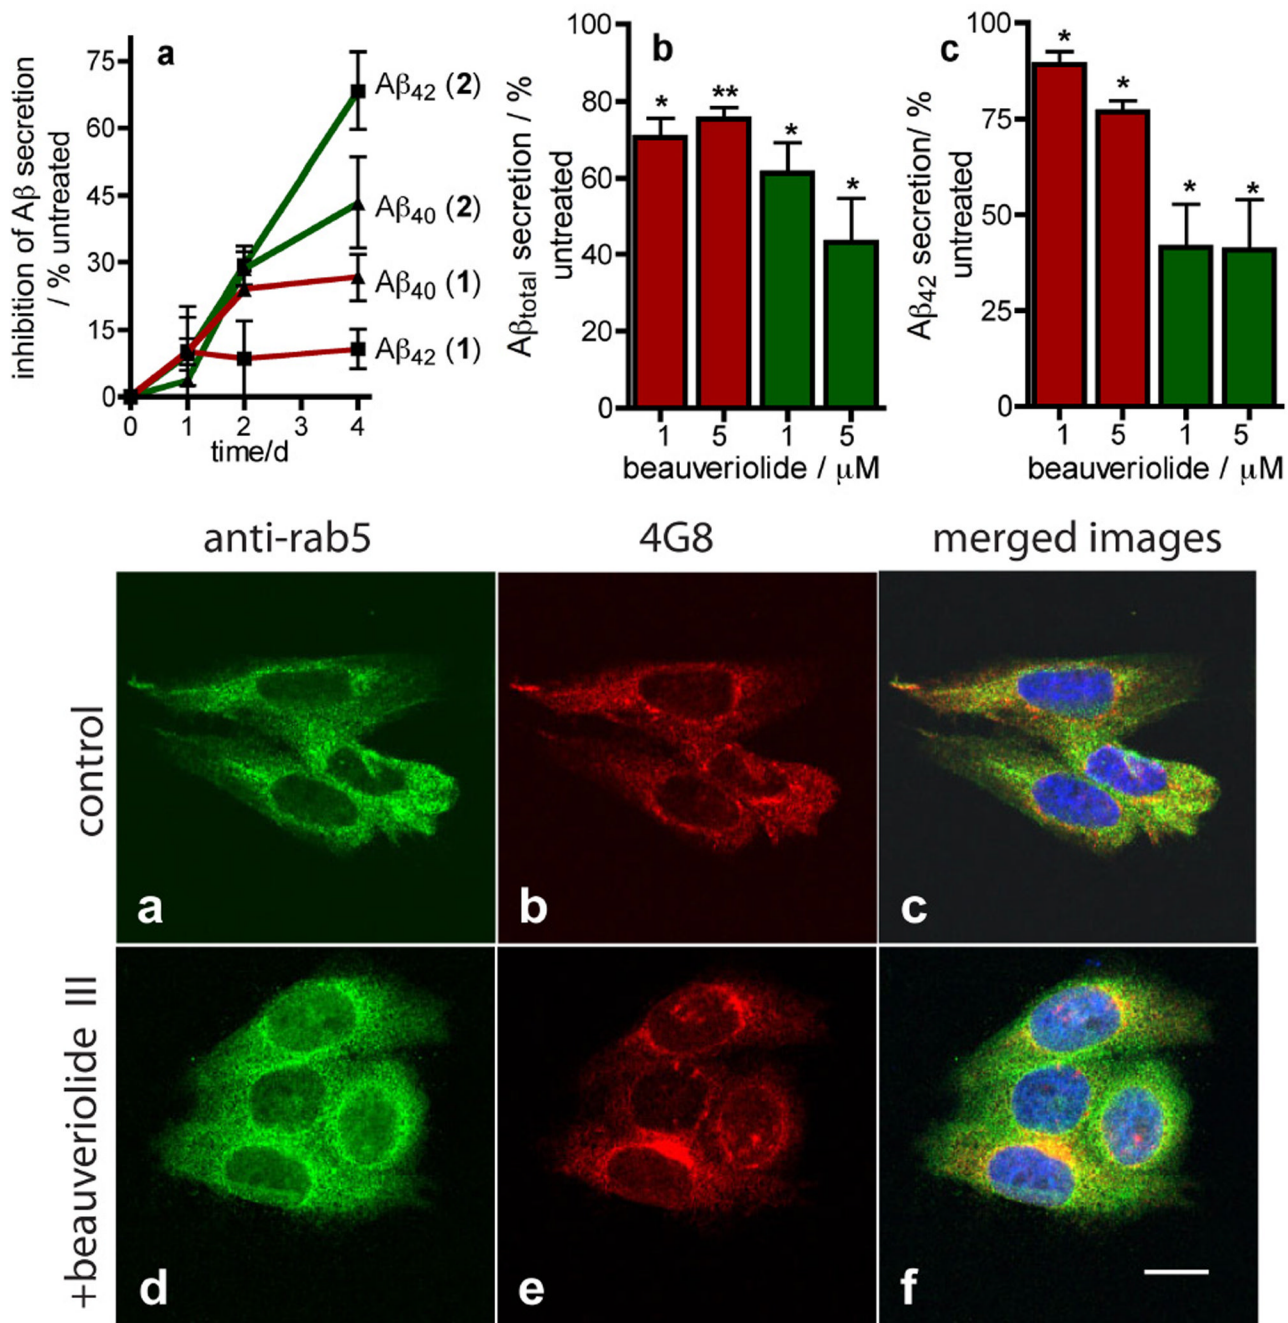 a
inhibition of Aβ secretion
/ % untreated
75
60
45
30
15
0
0 1 2 3 4
time/d
Aβ42 (2)
Aβ40 (2)
Aβ40 (1)
Aβ42 (1)
b
Aβtotal secretion / %
untreated
100
80
60
40
20
0
* ** * *
1 5 1 5
beauveriolide / μM
c
Aβ42 secretion/ %
untreated
100
75
50
25
0
* * * *
1 5 1 5
beauveriolide / μM
anti-rab5 4G8 merged images
control
a b c
+beauveriolide III
d e f